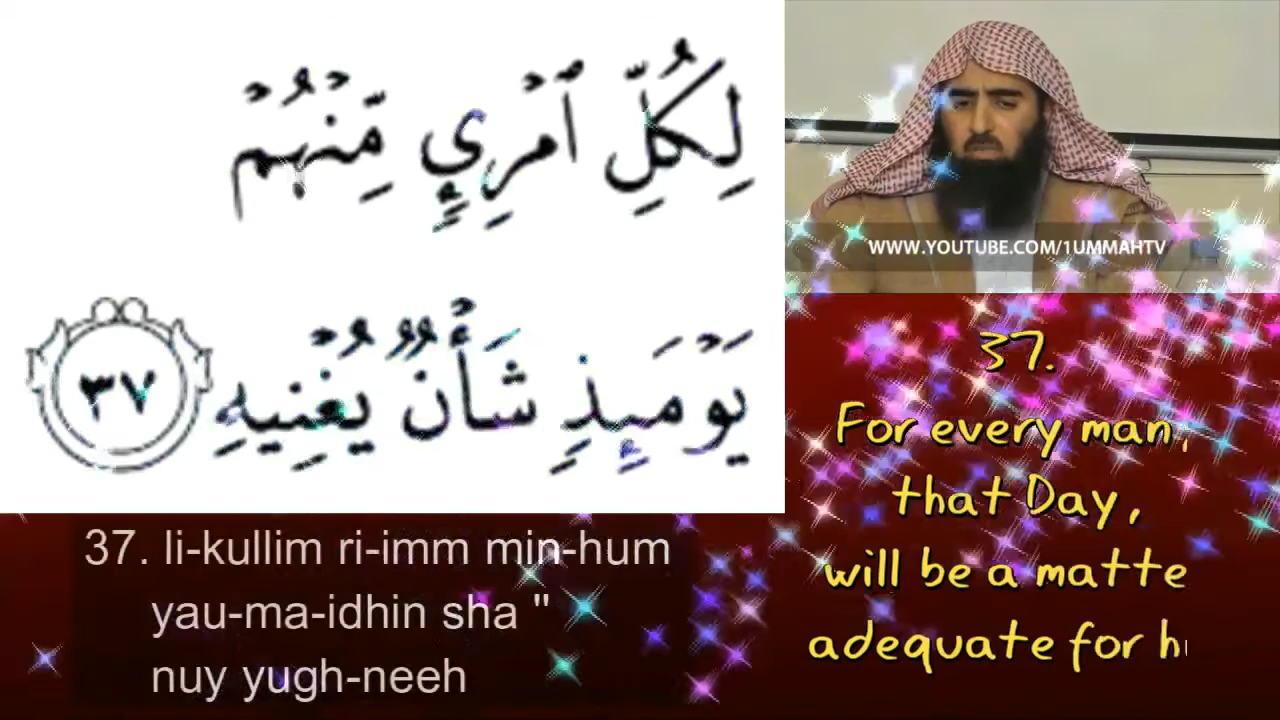 لِكُلِّ ٱمْرِئٍ مِّنْهُمْ
يَوْمَئِذٍ شَأْنٌ يُغْنِيهِ ٣٧
WWW.YOUTUBE.COM/1UMMAHTV
37.
For every man,
that Day,
will be a matte
adequate for h
37. li-kullim ri-imm min-hum
yau-ma-idhin sha "
nuy yugh-neeh